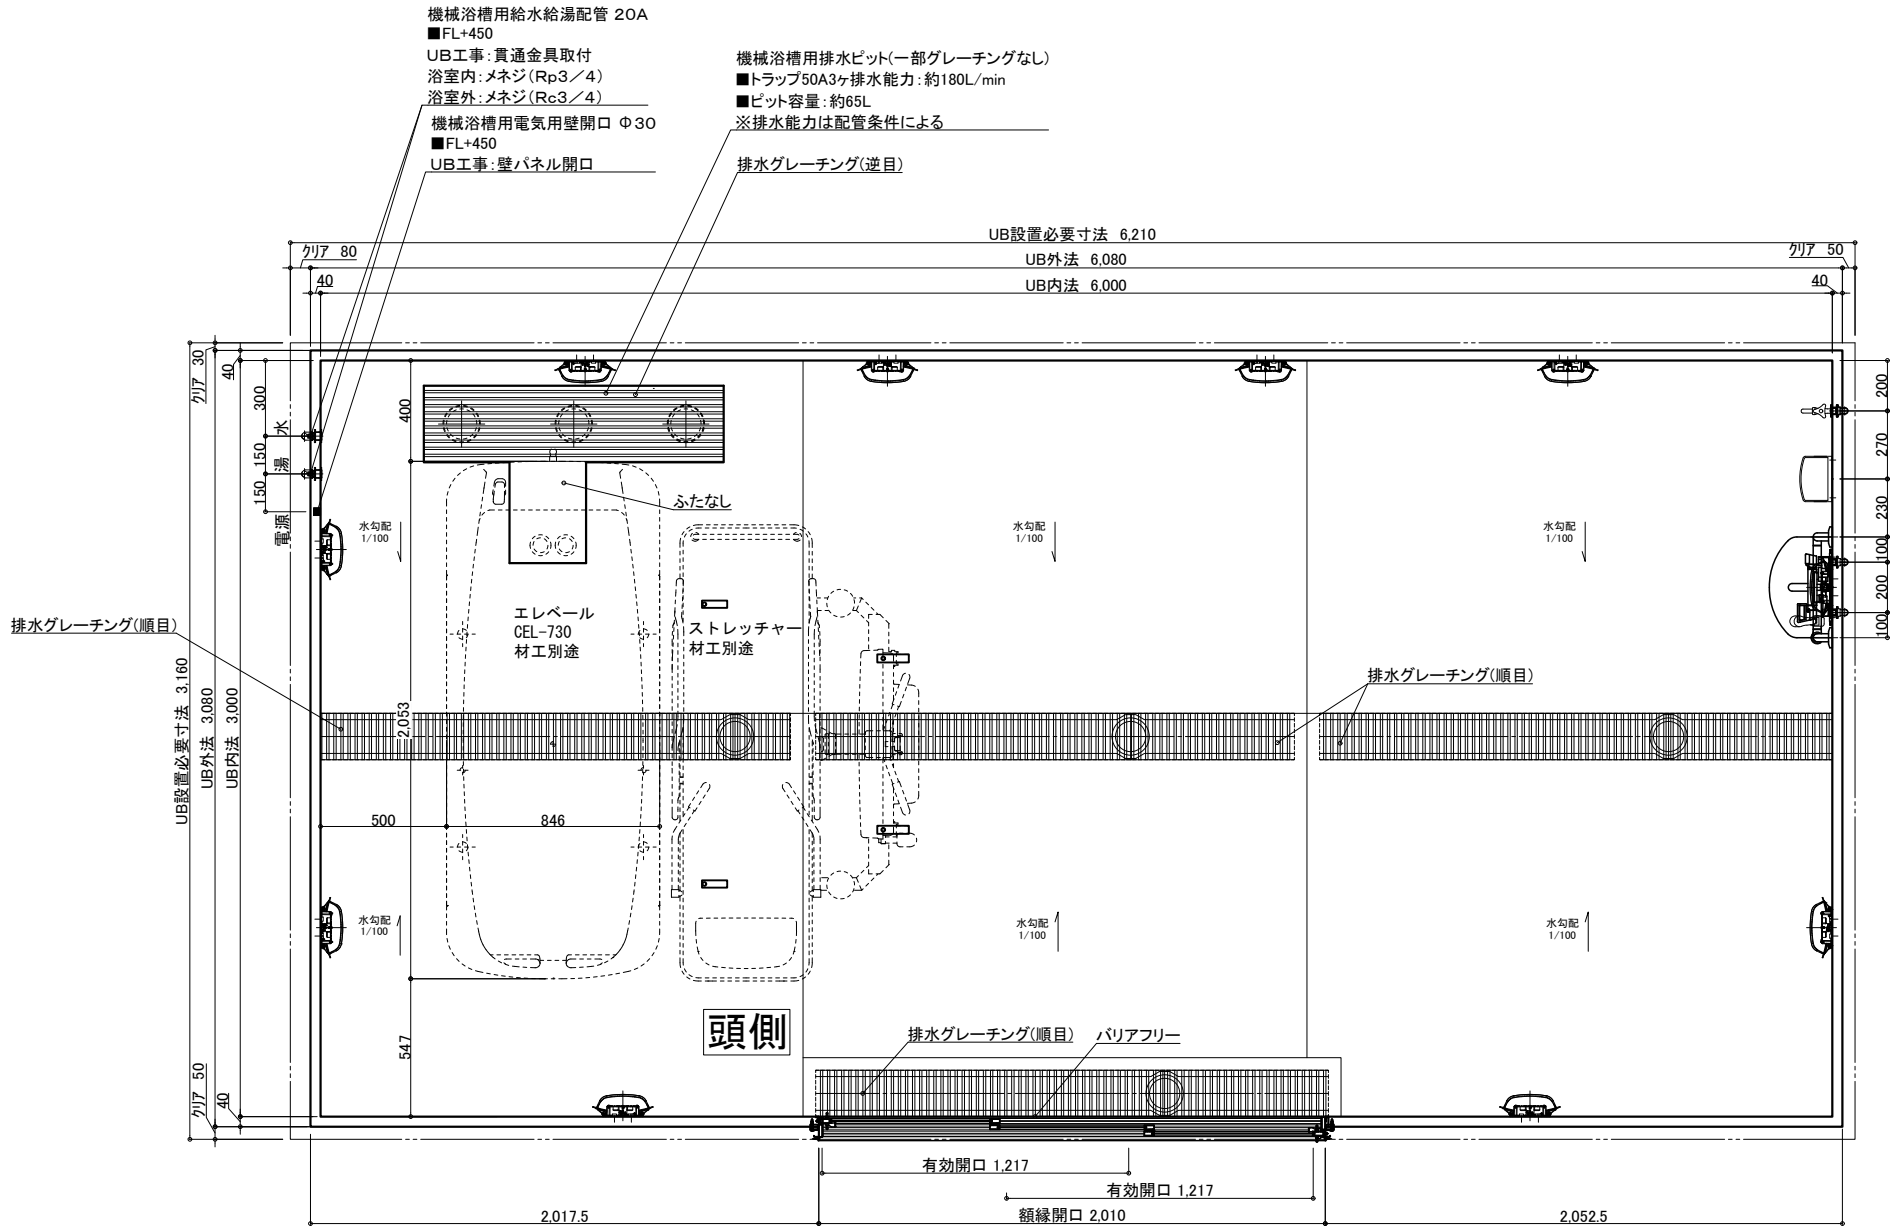 機械浴槽用給水給湯配管 20A
■FL+450
UB工事：貫通金具取付
浴室内：メネジ(Rp3／4)
浴室外：メネジ(Rc3／4)
機械浴槽用電気用壁開口 Φ30
■FL+450
UB工事：壁パネル開口
機械浴槽用排水ピット(一部グレーチングなし)
■トラップ50A3ヶ排水能力：約180L/min
■ピット容量：約65L
※排水能力は配管条件による
排水グレーチング(逆目)
UB設置必要寸法 6,210
クリア 80
UB外法 6,080
クリア 50
40
UB内法 6,000
40
クリア 30
40
300
水
150
湯
150
電源
400
200
270
230
100
200
100
ふたなし
水勾配
1/100
水勾配
1/100
水勾配
1/100
エレベール
CEL-730
材工別途
ストレッチャー
材工別途
排水グレーチング(順目)
排水グレーチング(順目)
UB設置必要寸法 3,160
UB外法 3,080
UB内法 3,000
2,053
500
846
水勾配
1/100
水勾配
1/100
水勾配
1/100
頭側
547
排水グレーチング(順目)
バリアフリー
クリア 50
40
有効開口 1,217
有効開口 1,217
2,017.5
額縁開口 2,010
2,052.5